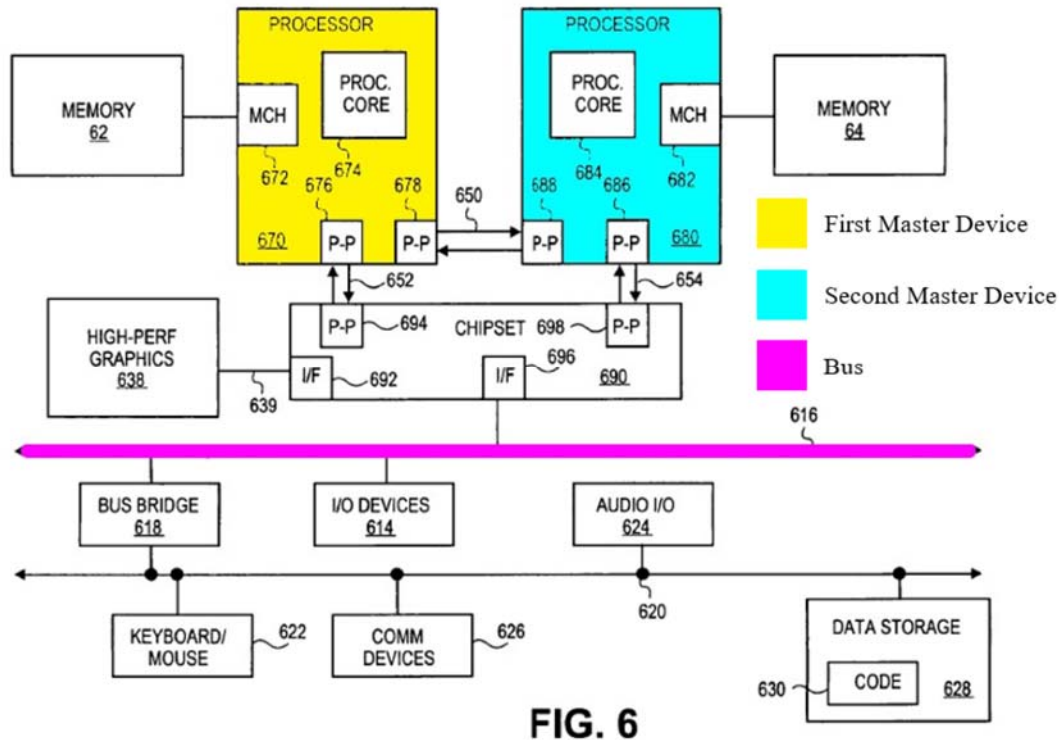 PROCESSOR
PROCESSOR
MEMORY
62
MCH
PROC.
CORE
672
674
676
678
P-P
P-P
670
650
PROC.
CORE
MCH
684
682
688
686
P-P
P-P
680
MEMORY
64
First Master Device
Second Master Device
Bus
652
654
HIGH-PERF
GRAPHICS
638
639
P-P
694
CHIPSET
698
P-P
I/F
692
I/F
696
690
616
BUS BRIDGE
618
I/O DEVICES
614
AUDIO I/O
624
620
KEYBOARD/
MOUSE
622
COMM
DEVICES
626
DATA STORAGE
630
CODE
628
FIG. 6